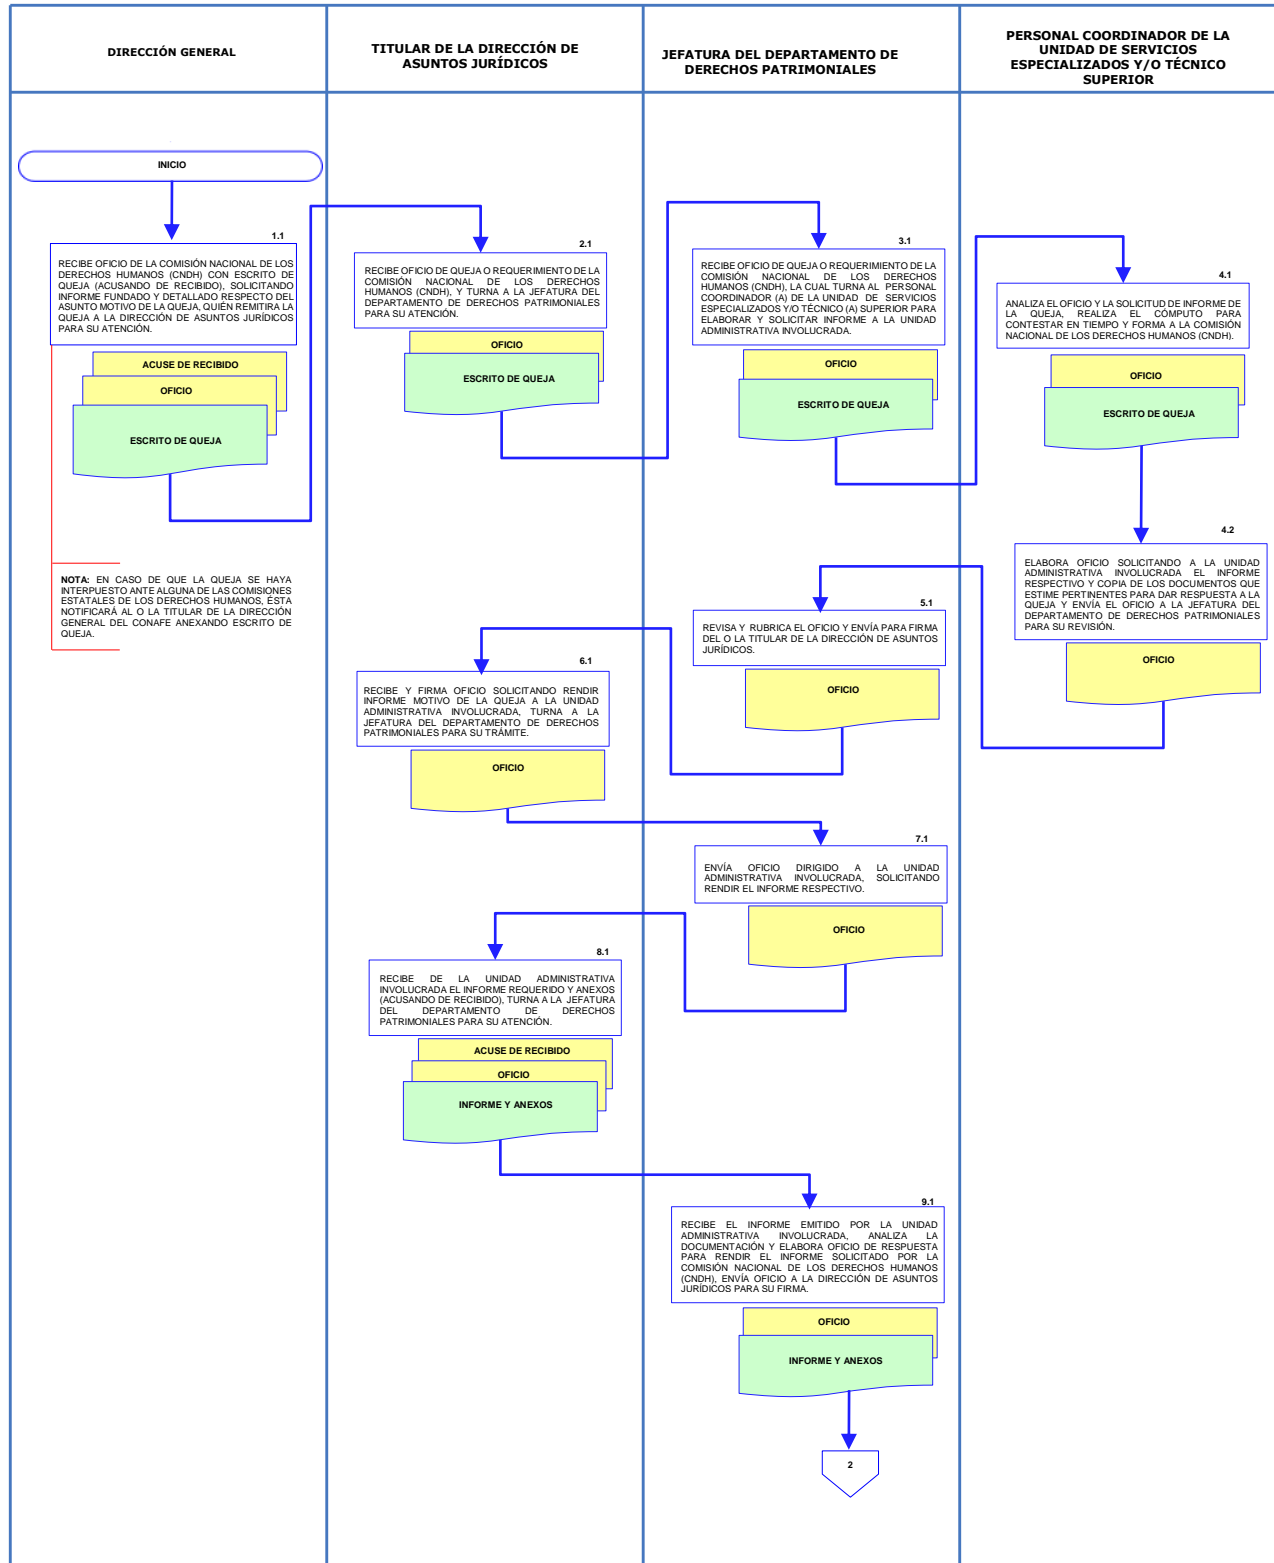 DIRECCIÓN GENERAL
TITULAR DE LA DIRECCIÓN DE
ASUNTOS JURÍDICOS
JEFATURA DEL DEPARTAMENTO DE
DERECHOS PATRIMONIALES
PERSONAL COORDINADOR DE LA
UNIDAD DE SERVICIOS
ESPECIALIZADOS Y/O TÉCNICO
SUPERIOR
INICIO
1.1
RECIBE OFICIO DE LA COMISIÓN NACIONAL DE LOS
DERECHOS HUMANOS (CNDH) CON ESCRITO DE
QUEJA (ACUSANDO DE RECIBIDO), SOLICITANDO
INFORME FUNDADO Y DETALLADO RESPECTO DEL
ASUNTO MOTIVO DE LA QUEJA, QUIÉN REMITIRA LA
QUEJA A LA DIRECCIÓN DE ASUNTOS JURÍDICOS
PARA SU ATENCIÓN.
ACUSE DE RECIBIDO
OFICIO
ESCRITO DE QUEJA
NOTA: EN CASO DE QUE LA QUEJA SE HAYA
INTERPUESTO ANTE ALGUNA DE LAS COMISIONES
ESTATALES DE LOS DERECHOS HUMANOS, ÉSTA
NOTIFICARÁ AL O LA TITULAR DE LA DIRECCIÓN
GENERAL DEL CONAFE ANEXANDO ESCRITO DE
QUEJA.
2.1
RECIBE OFICIO DE QUEJA O REQUERIMIENTO DE LA
COMISIÓN NACIONAL DE LOS DERECHOS
HUMANOS (CNDH), Y TURNA A LA JEFATURA DEL
DEPARTAMENTO DE DERECHOS PATRIMONIALES
PARA SU ATENCIÓN.
OFICIO
ESCRITO DE QUEJA
3.1
RECIBE OFICIO DE QUEJA O REQUERIMIENTO DE LA
COMISIÓN NACIONAL DE LOS DERECHOS
HUMANOS (CNDH), LA CUAL TURNA AL PERSONAL
COORDINADOR (A) DE LA UNIDAD DE SERVICIOS
ESPECIALIZADOS Y/O TÉCNICO (A) SUPERIOR PARA
ELABORAR Y SOLICITAR INFORME A LA UNIDAD
ADMINISTRATIVA INVOLUCRADA.
OFICIO
ESCRITO DE QUEJA
4.1
ANALIZA EL OFICIO Y LA SOLICITUD DE INFORME DE
LA QUEJA, REALIZA EL CÓMPUTO PARA
CONTESTAR EN TIEMPO Y FORMA A LA COMISIÓN
NACIONAL DE LOS DERECHOS HUMANOS (CNDH).
OFICIO
ESCRITO DE QUEJA
4.2
ELABORA OFICIO SOLICITANDO A LA UNIDAD
ADMINISTRATIVA INVOLUCRADA EL INFORME
RESPECTIVO Y COPIA DE LOS DOCUMENTOS QUE
ESTIME PERTINENTES PARA DAR RESPUESTA A LA
QUEJA Y ENVÍA EL OFICIO A LA JEFATURA DEL
DEPARTAMENTO DE DERECHOS PATRIMONIALES
PARA SU REVISIÓN.
OFICIO
5.1
REVISA Y RUBRICA EL OFICIO Y ENVÍA PARA FIRMA
DEL O LA TITULAR DE LA DIRECCIÓN DE ASUNTOS
JURÍDICOS.
OFICIO
6.1
RECIBE Y FIRMA OFICIO SOLICITANDO RENDIR
INFORME MOTIVO DE LA QUEJA A LA UNIDAD
ADMINISTRATIVA INVOLUCRADA, TURNA A LA
JEFATURA DEL DEPARTAMENTO DE DERECHOS
PATRIMONIALES PARA SU TRÁMITE.
OFICIO
7.1
ENVÍA OFICIO DIRIGIDO A LA UNIDAD
ADMINISTRATIVA INVOLUCRADA, SOLICITANDO
RENDIR EL INFORME RESPECTIVO.
OFICIO
8.1
RECIBE DE LA UNIDAD ADMINISTRATIVA
INVOLUCRADA EL INFORME REQUERIDO Y ANEXOS
(ACUSANDO DE RECIBIDO), TURNA A LA JEFATURA
DEL DEPARTAMENTO DE DERECHOS
PATRIMONIALES PARA SU ATENCIÓN.
ACUSE DE RECIBIDO
OFICIO
INFORME Y ANEXOS
9.1
RECIBE EL INFORME EMITIDO POR LA UNIDAD
ADMINISTRATIVA INVOLUCRADA, ANALIZA LA
DOCUMENTACIÓN Y ELABORA OFICIO DE RESPUESTA
PARA RENDIR EL INFORME SOLICITADO POR LA
COMISIÓN NACIONAL DE LOS DERECHOS HUMANOS
(CNDH), ENVÍA OFICIO A LA DIRECCIÓN DE ASUNTOS
JURÍDICOS PARA SU FIRMA.
OFICIO
INFORME Y ANEXOS
2